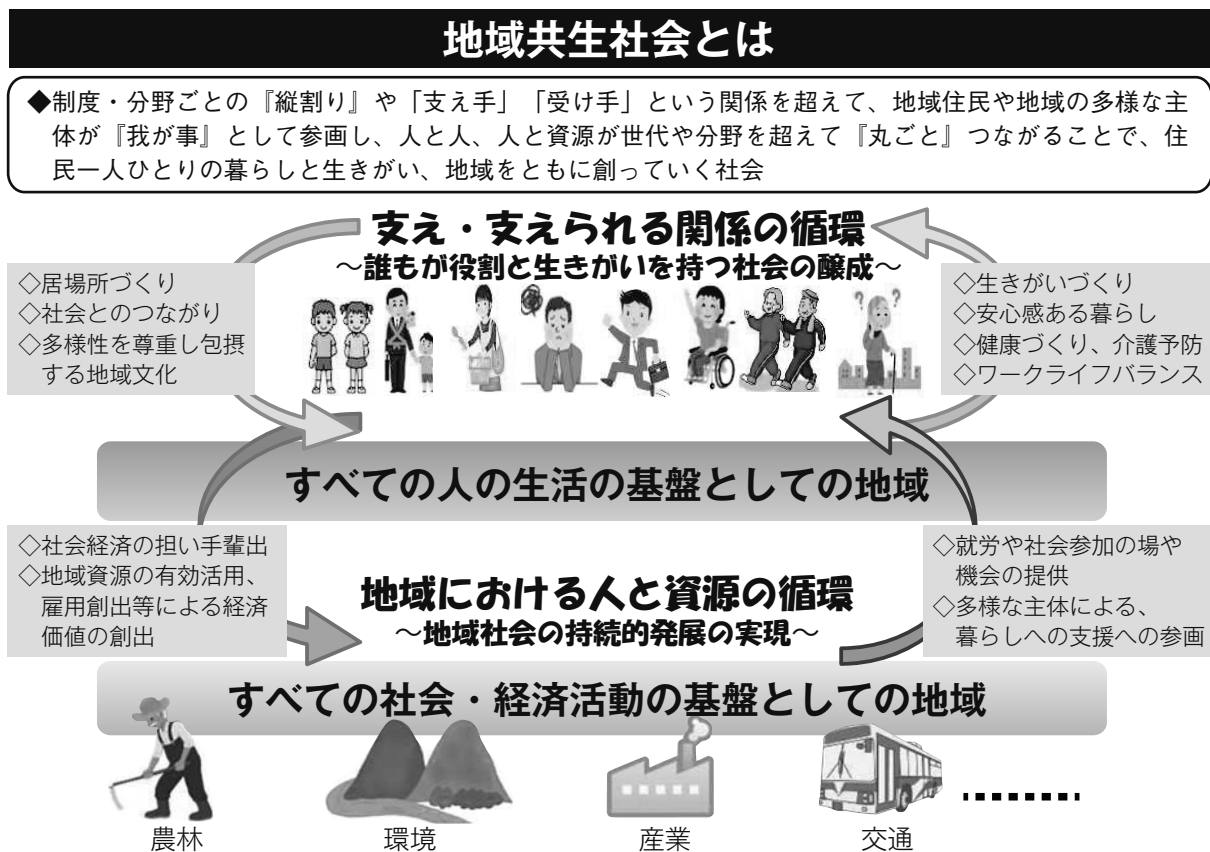 地域共生社会とは
◆制度・分野ごとの『縦割り』や「支え手」「受け手」という関係を超えて、地域住民や地域の多様な主
体が『我が事』として参画し、人と人、人と資源が世代や分野を超えて『丸ごと』つながることで、住
民一人ひとりの暮らしと生きがい、地域をともに創っていく社会
支え・支えられる関係の循環
～誰もが役割と生きがいを持つ社会の醸成～
◇居場所づくり
◇社会とのつながり
◇多様性を尊重し包摂
する地域文化
◇生きがいづくり
◇安心感ある暮らし
◇健康づくり、介護予防
◇ワークライフバランス
? ?
すべての人の生活の基盤としての地域
◇社会経済の担い手輩出
◇地域資源の有効活用、
雇用創出等による経済
価値の創出
地域における人と資源の循環
～地域社会の持続的発展の実現～
◇就労や社会参加の場や
機会の提供
◇多様な主体による、
暮らしへの支援への参画
すべての社会・経済活動の基盤としての地域
農林
環境
産業
交通
………